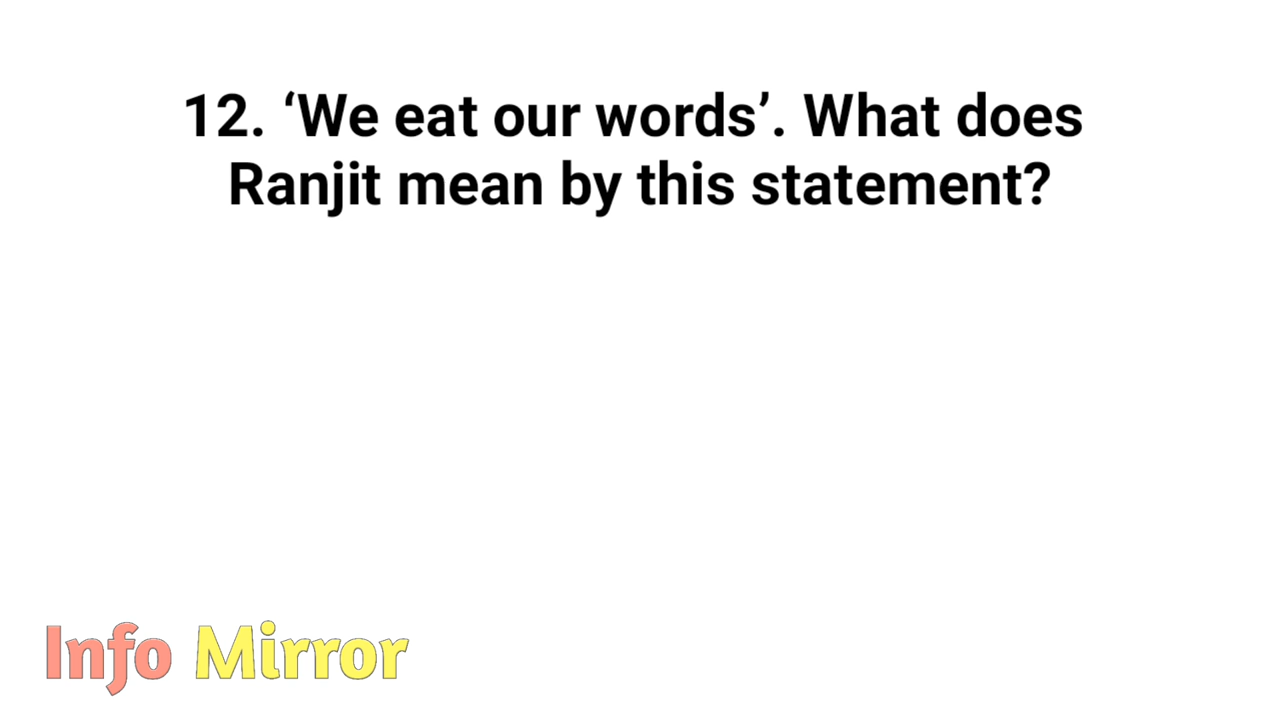 12. ‘We eat our words’. What does
Ranjit mean by this statement?
Info Mirror